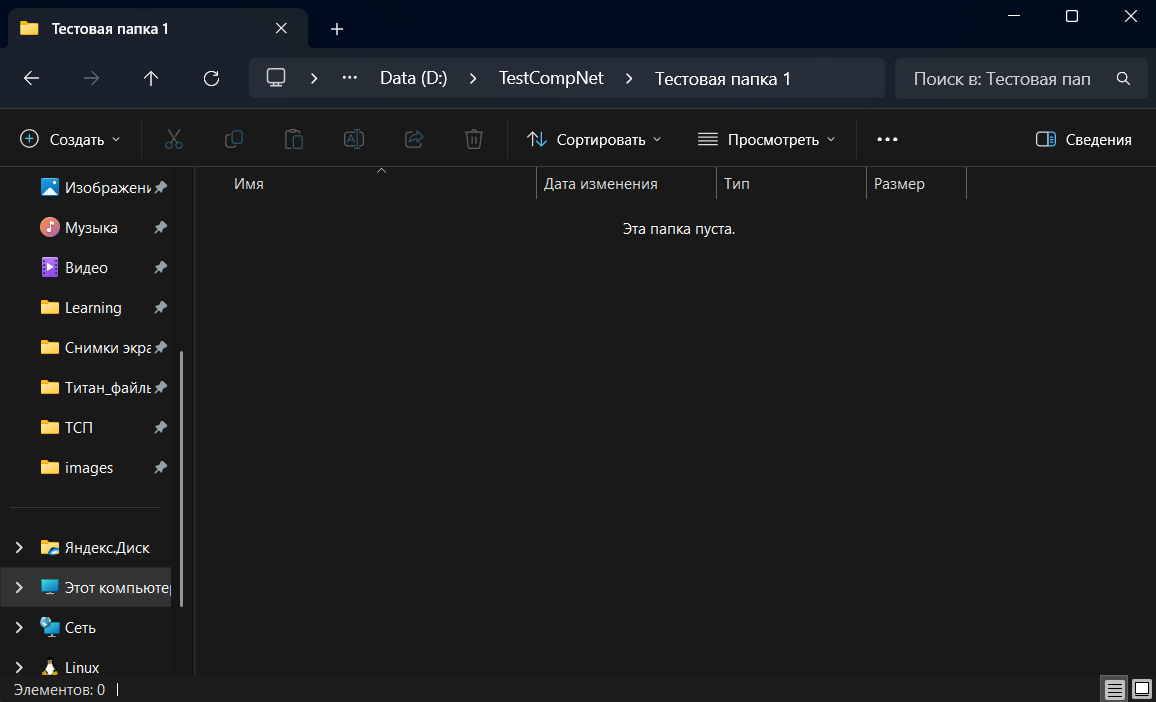 Тестовая папка 1
Data (D:) TestCompNet Тестовая папка 1 Поиск в: Тестовая пап
Создать Сортировать Просмотреть Сведения
Имя Дата изменения Тип Размер
Эта папка пуста.
Изображени
Музыка
Видео
Learning
Снимки экра
Титан_файль
ТСП
images
Яндекс.Диск
Этот компьютер
Сеть
Linux
Элементов: 0